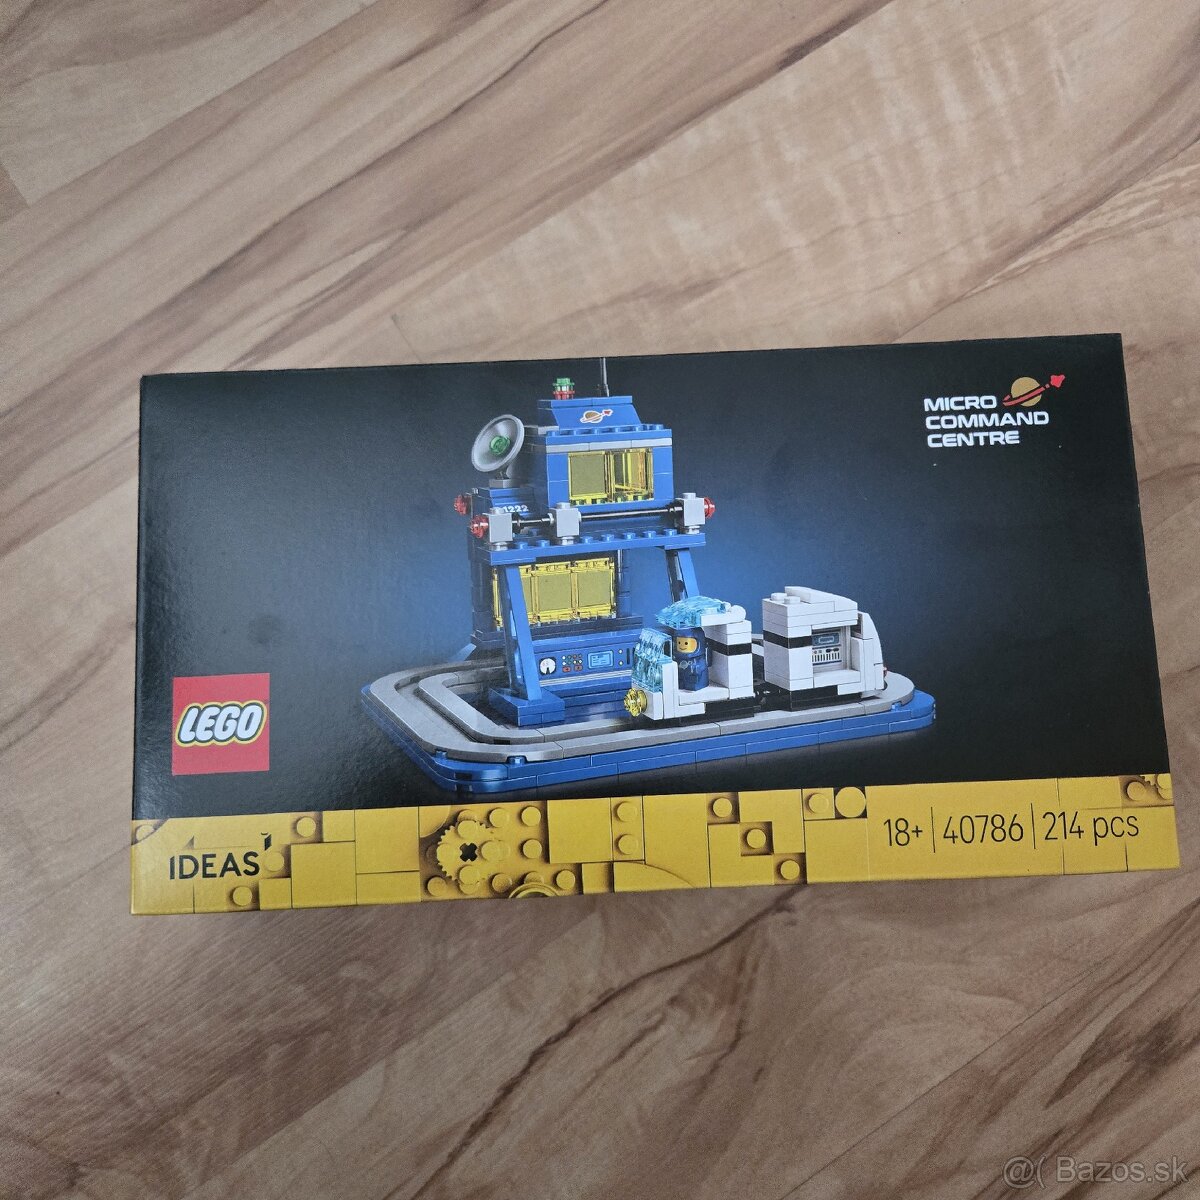 MICRO
COMMAND
CENTRE
1222
LEGO
IDEAS
18+ | 40786 | 214 pcs
@( Bazos.sk